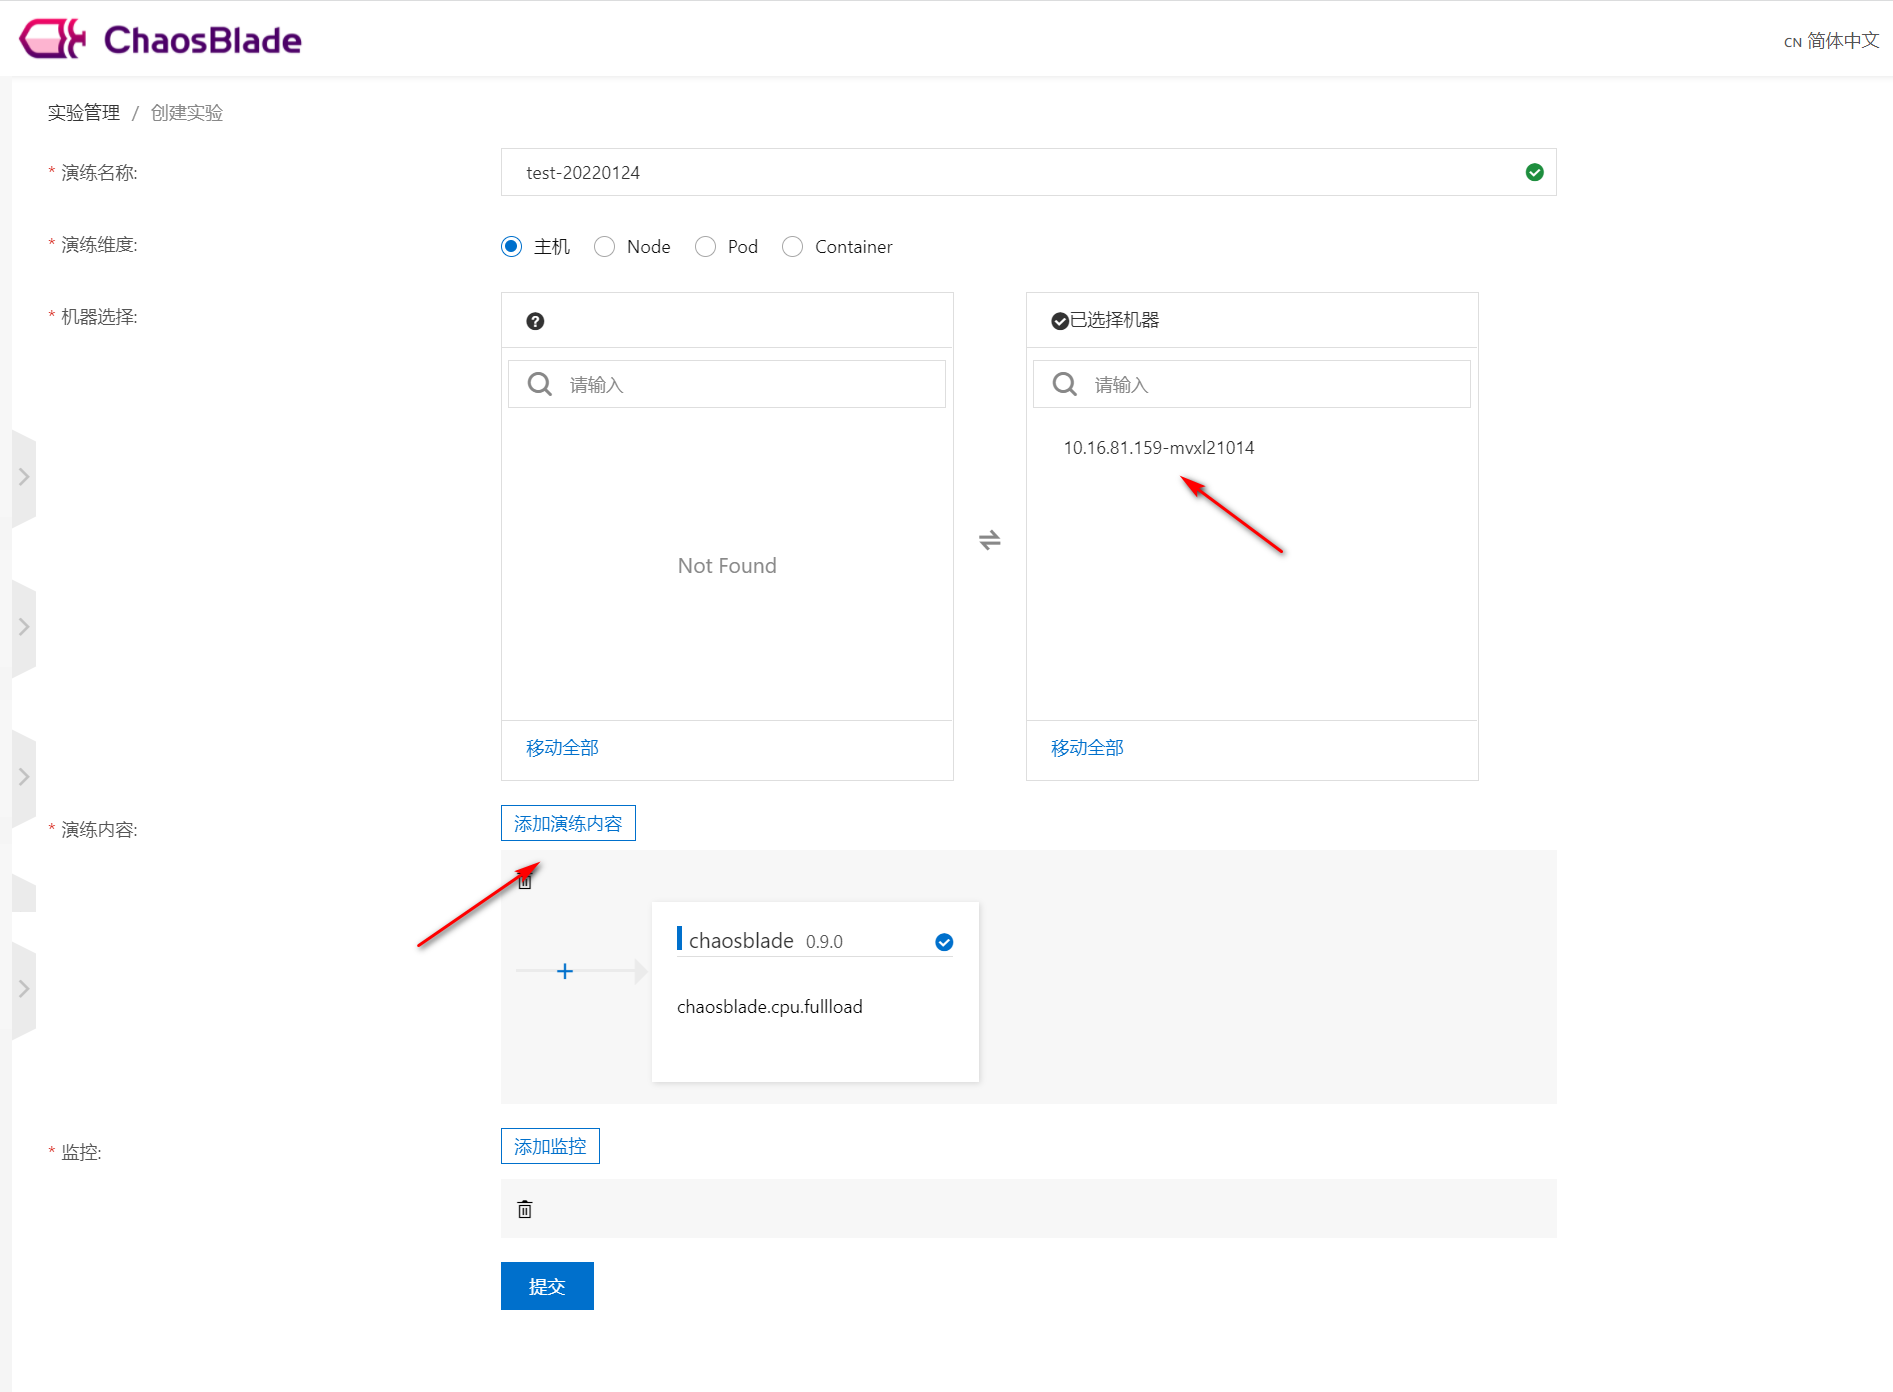 ChaosBlade
CN 简体中文
实验管理 / 创建实验
* 演练名称:
test-20220124
* 演练维度:
主机 Node Pod Container
* 机器选择:
已选择机器
请输入
请输入
10.16.81.159-mvxl21014
Not Found
移动全部
移动全部
* 演练内容:
添加演练内容
chaosblade 0.9.0
chaosblade.cpu.fullload
* 监控:
添加监控
提交